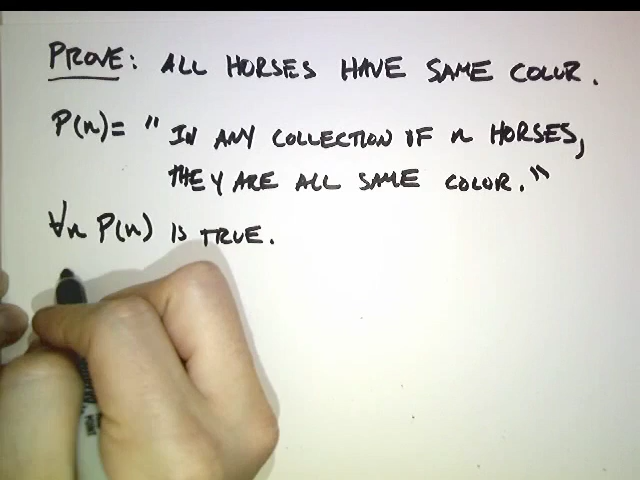 PROVE: ALL HORSES HAVE SAME COLOR.
P(n)= "IN ANY COLLECTION OF n HORSES,
THEY ARE ALL SAME COLOR."
∀n P(n) IS TRUE.